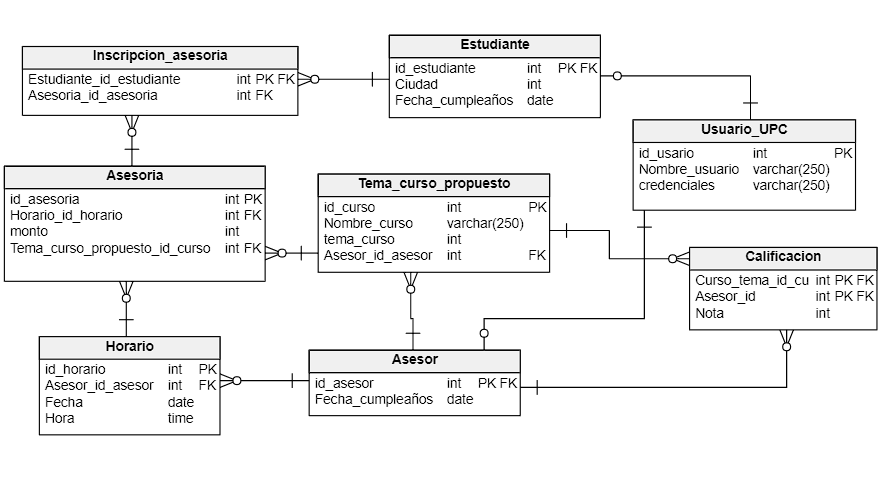 Inscripcion_asesoria
Estudiante_id_estudiante int PK FK
Asesoria_id_asesoria int FK
Estudiante
id_estudiante int PK FK
Ciudad int
Fecha_cumpleaños date
Usuario_UPC
id_usario int PK
Nombre_usuario varchar(250)
credenciales varchar(250)
Asesoria
id_asesoria int PK
Horario_id_horario int FK
monto int
Tema_curso_propuesto_id_curso int FK
Tema_curso_propuesto
id_curso int PK
Nombre_curso varchar(250)
tema_curso int
Asesor_id_asesor int FK
Calificacion
Curso_tema_id_cu int PK FK
Asesor_id int PK FK
Nota int
Horario
id_horario int PK
Asesor_id_asesor int FK
Fecha date
Hora time
Asesor
id_asesor int PK FK
Fecha_cumpleaños date